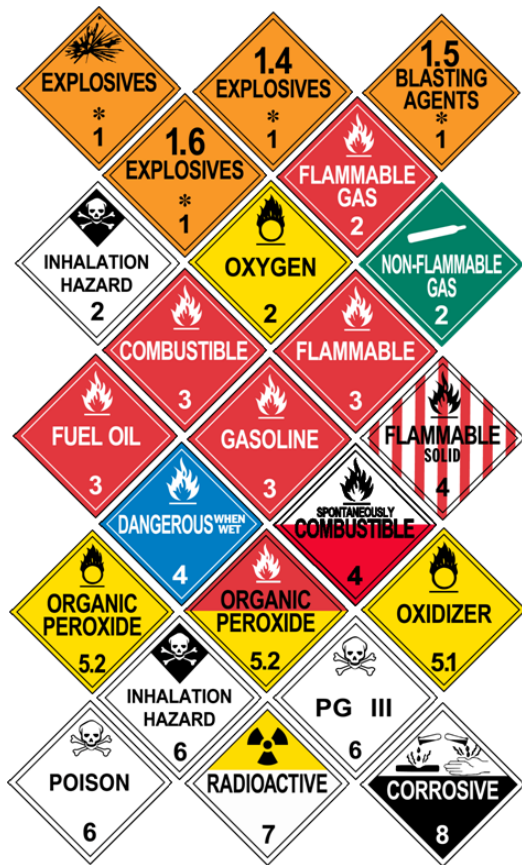 EXPLOSIVES
*
1
1.4
EXPLOSIVES
*
1
1.5
BLASTING
AGENTS
*
1
1.6
EXPLOSIVES
*
1
FLAMMABLE
GAS
2
INHALATION
HAZARD
2
OXYGEN
2
NON-FLAMMABLE
GAS
2
COMBUSTIBLE
3
FLAMMABLE
3
FUEL OIL
3
GASOLINE
3
FLAMMABLE
SOLID
4
DANGEROUS WHEN
WET
4
SPONTANEOUSLY
COMBUSTIBLE
4
ORGANIC
PEROXIDE
5.2
ORGANIC
PEROXIDE
5.2
OXIDIZER
5.1
INHALATION
HAZARD
6
PG III
6
POISON
6
RADIOACTIVE
7
CORROSIVE
8